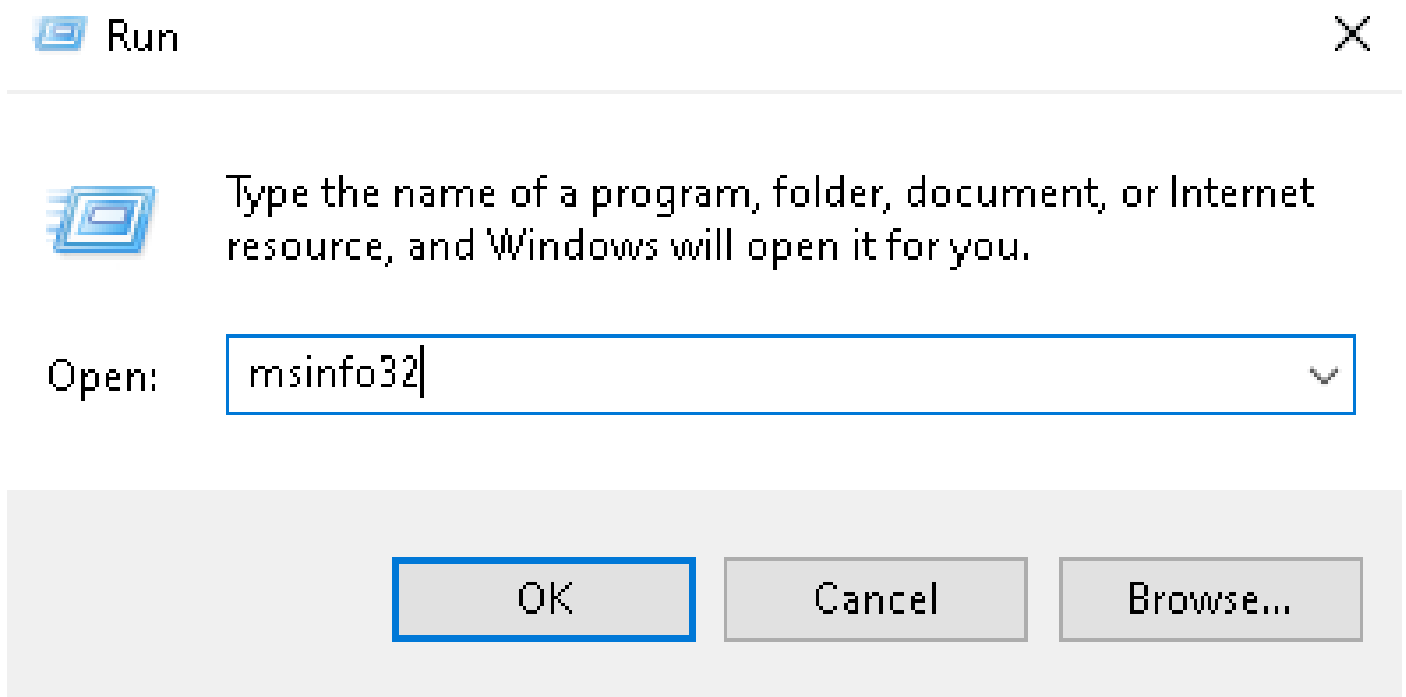 Run
Type the name of a program, folder, document, or Internet
resource, and Windows will open it for you.
Open:
msinfo32
OK
Cancel
Browse...